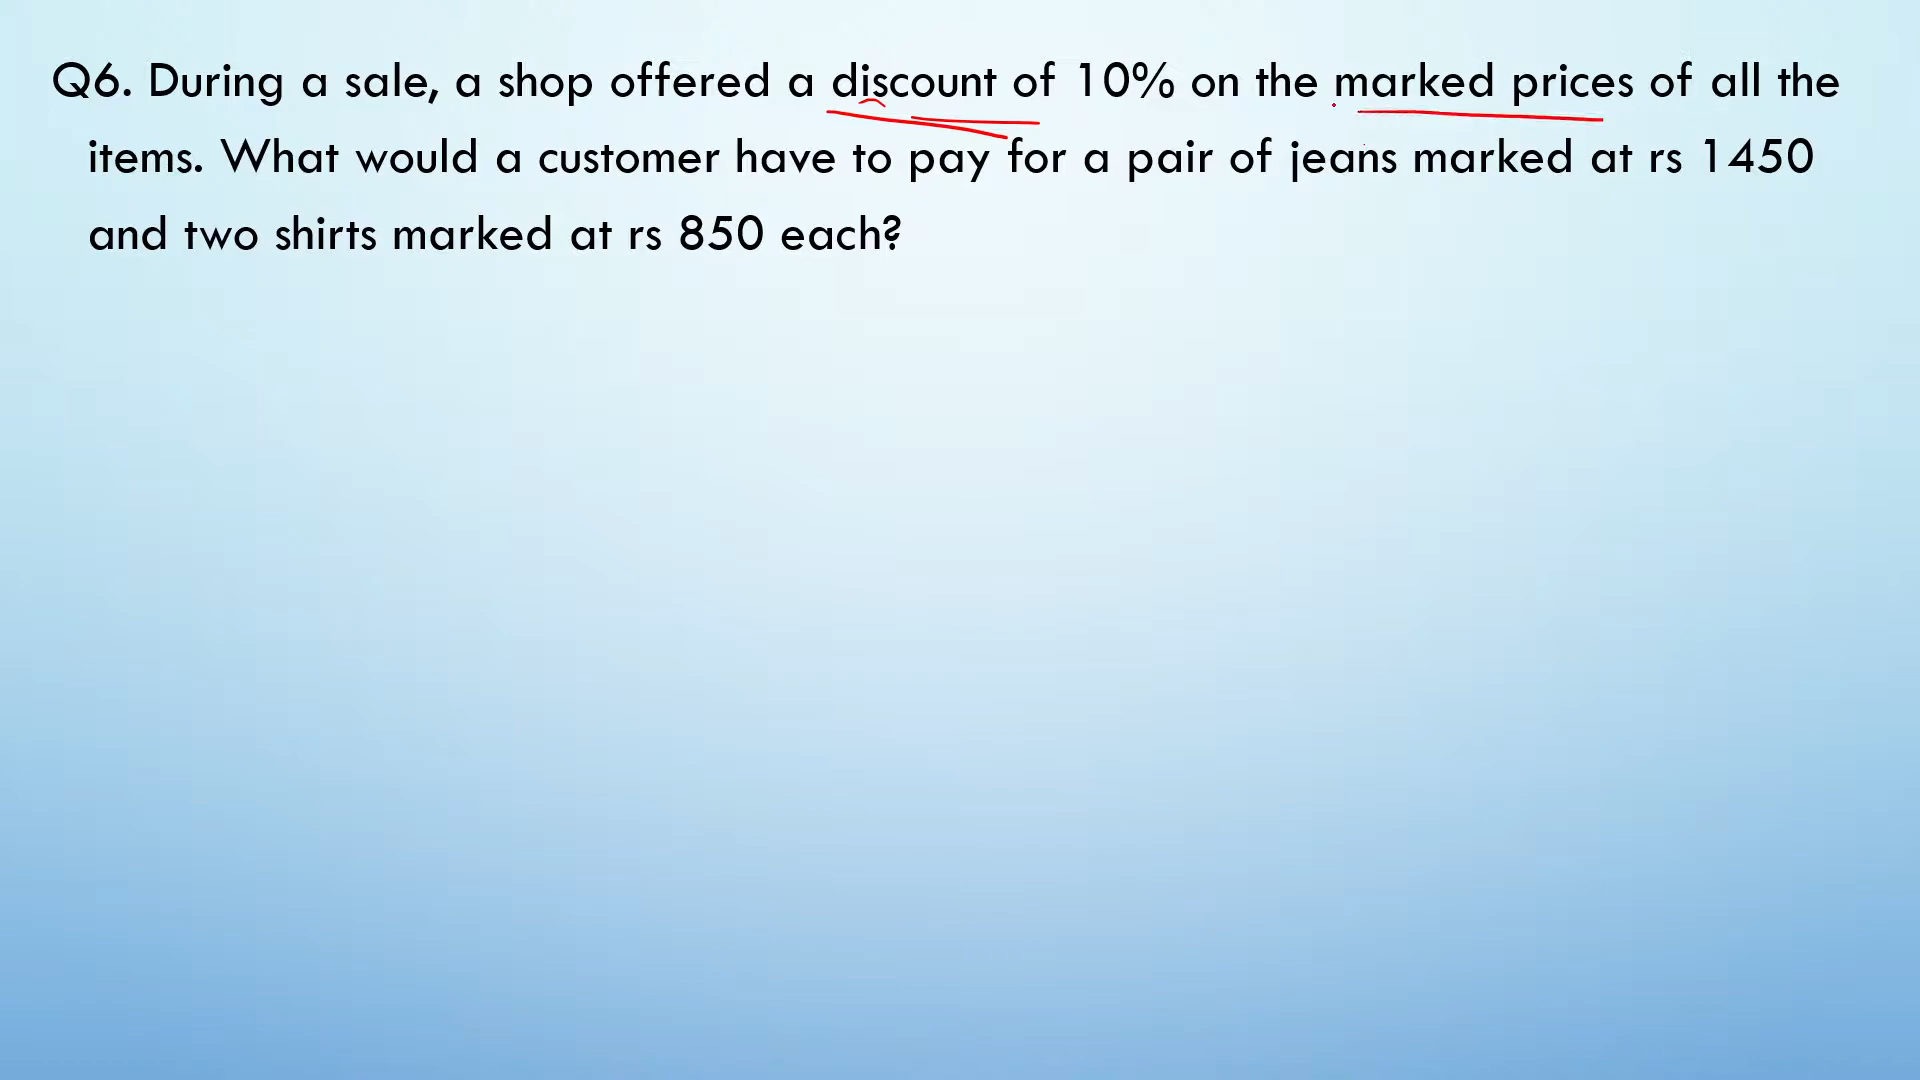 Q6. During a sale, a shop offered a discount of 10% on the marked prices of all the
items. What would a customer have to pay for a pair of jeans marked at rs 1450
and two shirts marked at rs 850 each?